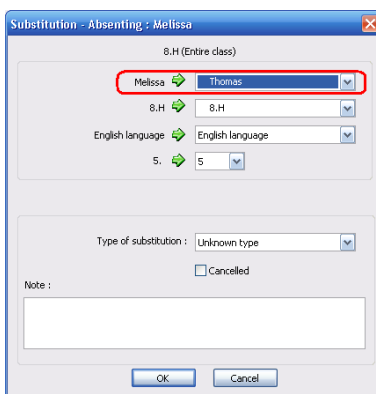 Substitution - Absenting : Melissa
8.H (Entire class)
Melissa Thomas
8.H 8.H
English language English language
5. 5
Type of substitution : Unknown type
Cancelled
Note :
OK Cancel